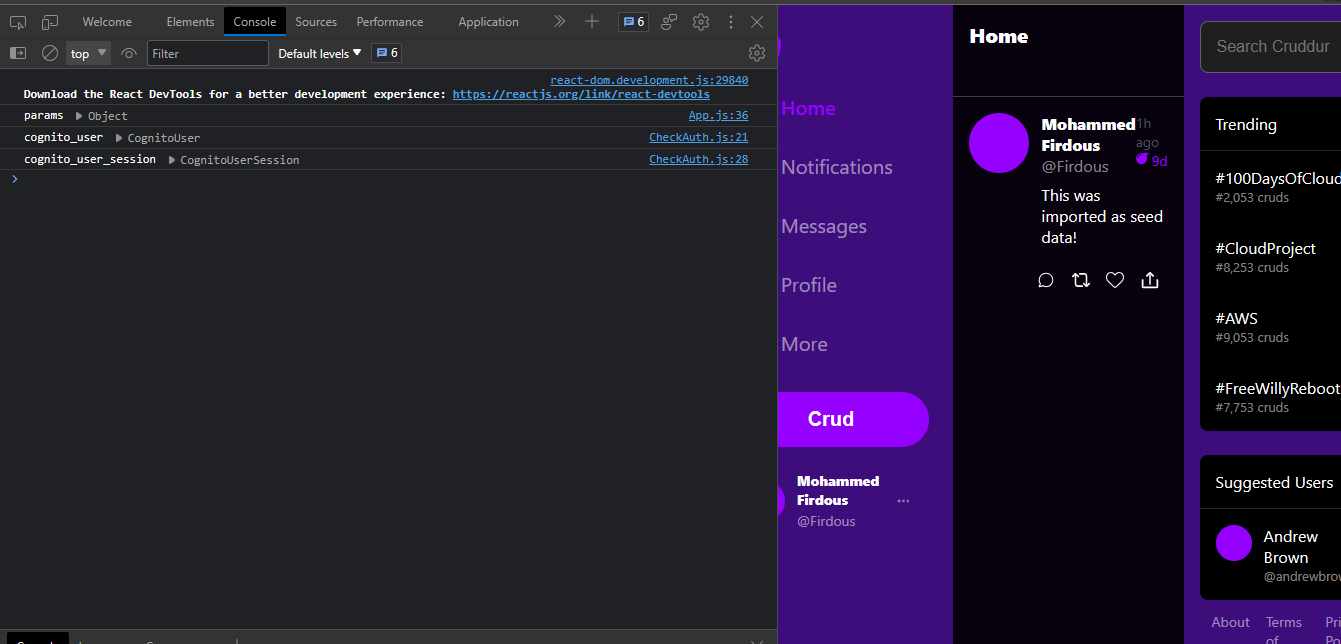 Welcome Elements Console Sources Performance Application 6
top Filter Default levels 6
react-dom.development.js:29840
Download the React DevTools for a better development experience: https://reactjs.org/link/react-devtools
params Object App.js:36
cognito_user CognitoUser CheckAuth.js:21
cognito_user_session CognitoUserSession CheckAuth.js:28
Home
Notifications
Messages
Profile
More
Crud
Mohammed
Firdous
@Firdous
Home
Mohammed 1h
Firdous ago
@Firdous 9d
This was
imported as seed
data!
Search Cruddur
Trending
#100DaysOfCloud
#2,053 cruds
#CloudProject
#8,253 cruds
#AWS
#9,053 cruds
#FreeWillyReboot
#7,753 cruds
Suggested Users
Andrew
Brown
@andrewbrow
About Terms Pri
of